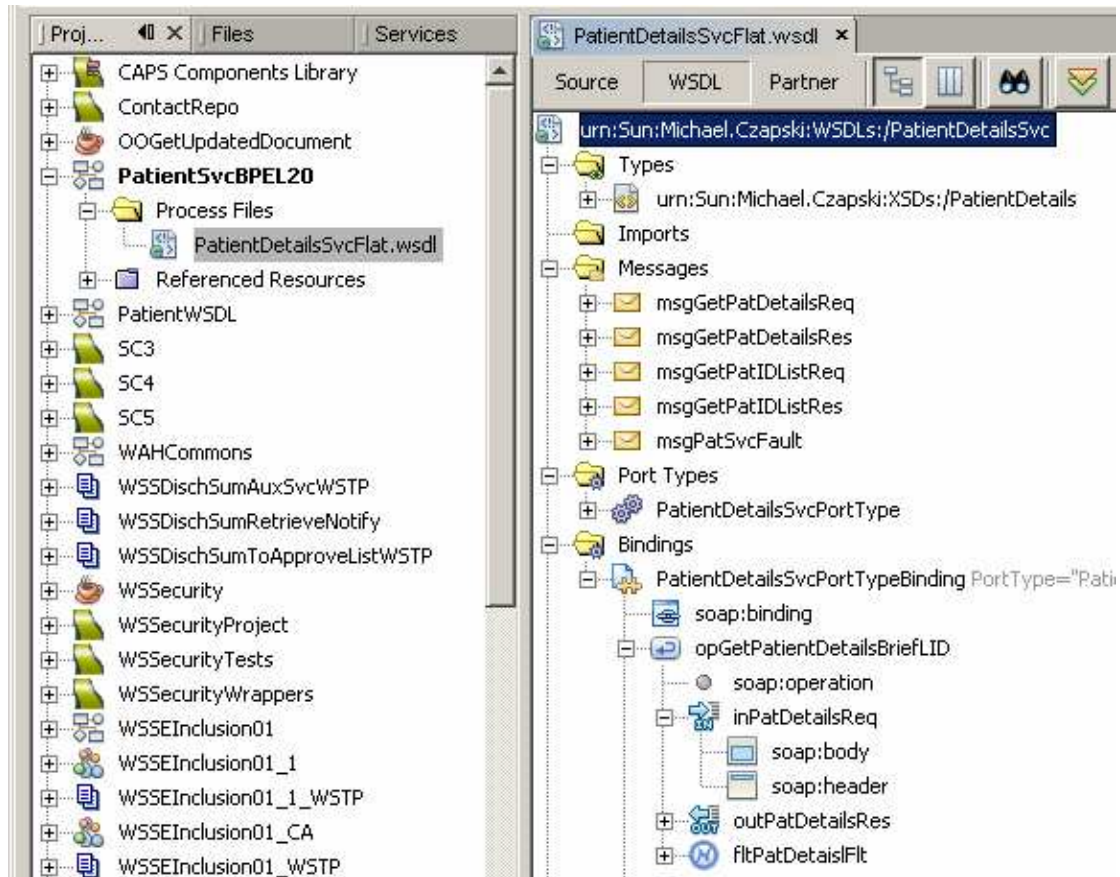 Proj...
Files
Services
CAPS Components Library
ContactRepo
OOGetUpdatedDocument
PatientSvcBPEL20
Process Files
PatientDetailsSvcFlat.wsdl
Referenced Resources
PatientWSDL
SC3
SC4
SC5
WAHCommons
WSSDischSumAuxSvcWSTP
WSSDischSumRetrieveNotify
WSSDischSumToApproveListWSTP
WSSecurity
WSSecurityProject
WSSecurityTests
WSSecurityWrappers
WSSEInclusion01
WSSEInclusion01_1
WSSEInclusion01_1_WSTP
WSSEInclusion01_CA
WSSEInclusion01_WSTP
PatientDetailsSvcFlat.wsdl
Source WSDL Partner
urn:Sun:Michael.Czapski:WSDLs:/PatientDetailsSvc
Types
urn:Sun:Michael.Czapski:XSDs:/PatientDetails
Imports
Messages
msgGetPatDetailsReq
msgGetPatDetailsRes
msgGetPatIDListReq
msgGetPatIDListRes
msgPatSvcFault
Port Types
PatientDetailsSvcPortType
Bindings
PatientDetailsSvcPortTypeBinding PortType="Patie
soap:binding
opGetPatientDetailsBriefLID
soap:operation
inPatDetailsReq
soap:body
soap:header
outPatDetailsRes
fltPatDetaislFlt